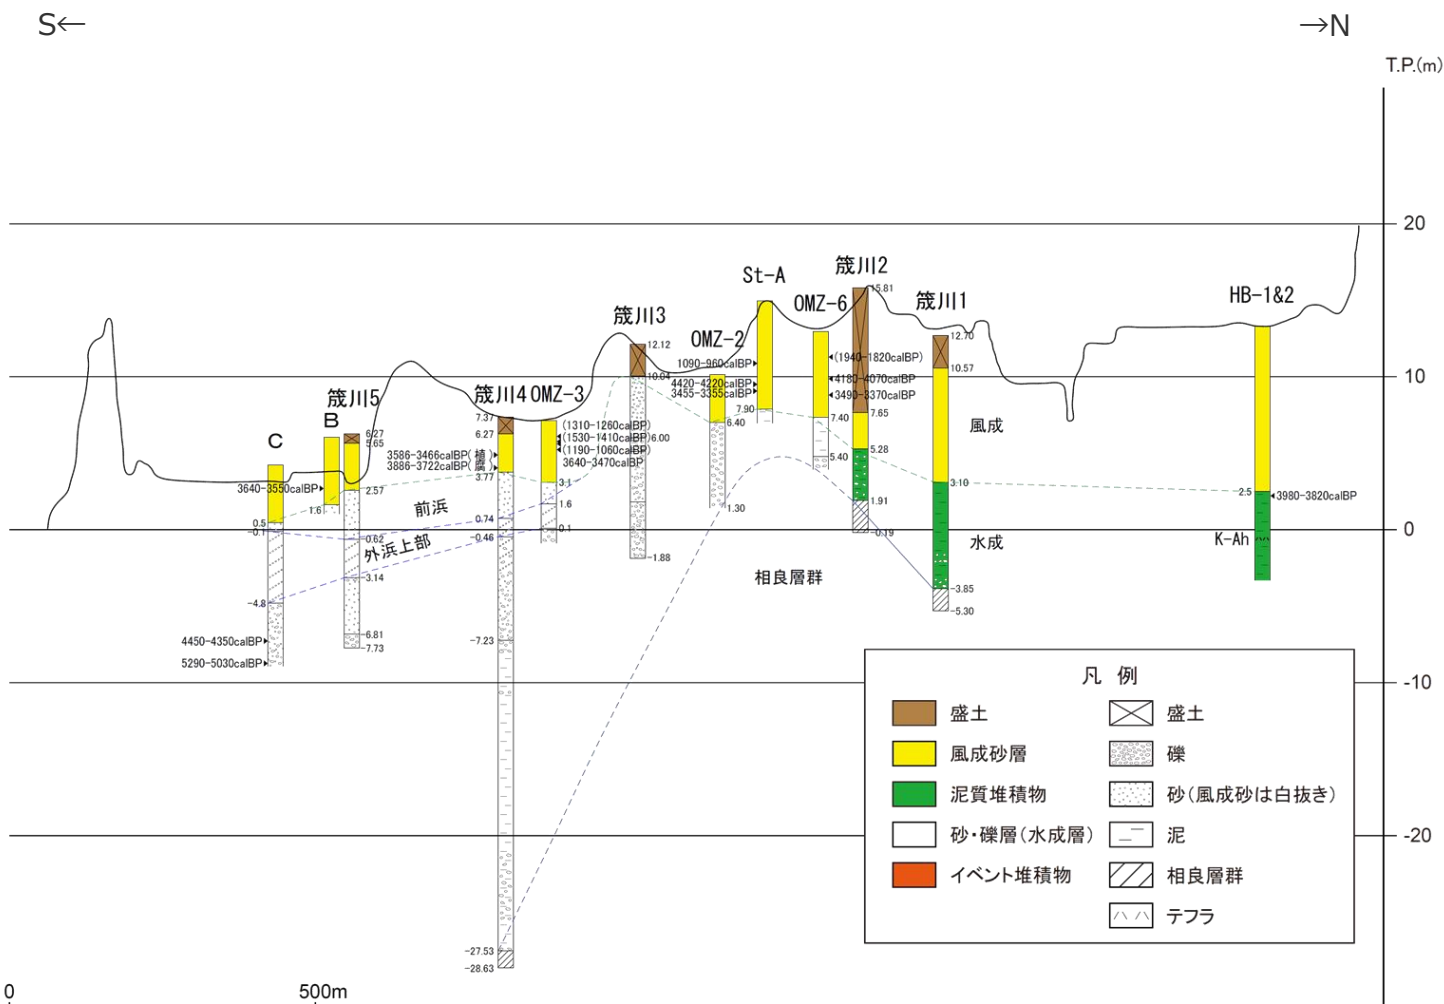 S←
→N
T.P.(m)
20
10
0
-10
-20
C
0.5
-0.1
-4.8
4450-4350calBP
5290-5030calBP
B
3640-3550calBP
1.6
筬川5
6.27
5.65
2.57
-0.62
-3.14
-6.81
-7.73
前浜
外浜上部
筬川4
7.37
6.27
3586-3466calBP(植)
3886-3722calBP(腐)
3.77
0.74
-0.46
-7.23
-27.53
-28.63
OMZ-3
(1310-1260calBP)
(1530-1410calBP)
6.00
(1190-1060calBP)
3640-3470calBP
3.1
1.6
0.1
筬川3
12.12
10.04
-1.88
OMZ-2
6.40
1.30
St-A
1090-960calBP
4420-4220calBP
3455-3355calBP
7.90
OMZ-6
(1940-1820calBP)
4180-4070calBP
3490-3370calBP
7.40
5.40
筬川2
15.81
7.65
5.28
1.91
-0.19
筬川1
12.70
10.57
3.10
-3.85
-5.30
風成
水成
相良層群
HB-1&2
2.5
3980-3820calBP
K-Ah
凡 例
盛土
盛土
風成砂層
礫
泥質堆積物
砂(風成砂は白抜き)
砂・礫層(水成層)
泥
イベント堆積物
相良層群
テフラ
0
500m